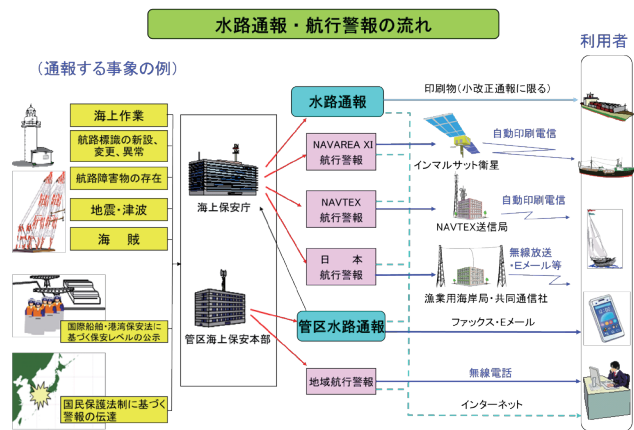 水路通報・航行警報の流れ
(通報する事象の例)
利用者
海上作業
航路標識の新設、
変更、異常
航路障害物の存在
地震・津波
海　賊
国際船舶・港湾保安法に
基づく保安レベルの公示
国民保護法制に基づく
警報の伝達
海上保安庁
管区海上保安本部
水路通報
NAVAREA XI
航行警報
NAVTEX
航行警報
日　本
航行警報
管区水路通報
地域航行警報
印刷物(小改正通報に限る)
自動印刷電信
インマルサット衛星
自動印刷電信
NAVTEX送信局
無線放送
・Eメール等
漁業用海岸局・共同通信社
ファックス・Eメール
無線電話
インターネット